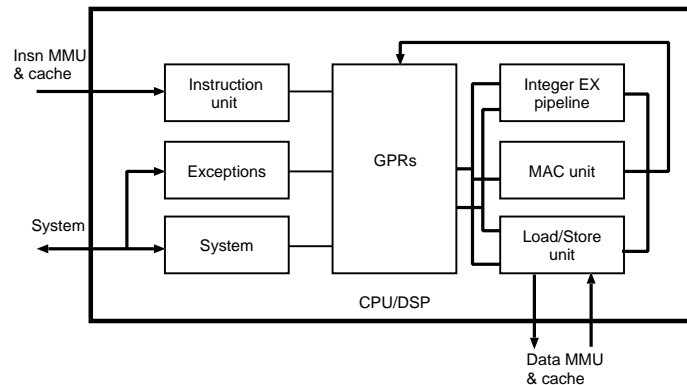 Insn MMU
& cache
Instruction
unit
Integer EX
pipeline
Exceptions
GPRs
MAC unit
System
System
Load/Store
unit
CPU/DSP
Data MMU
& cache